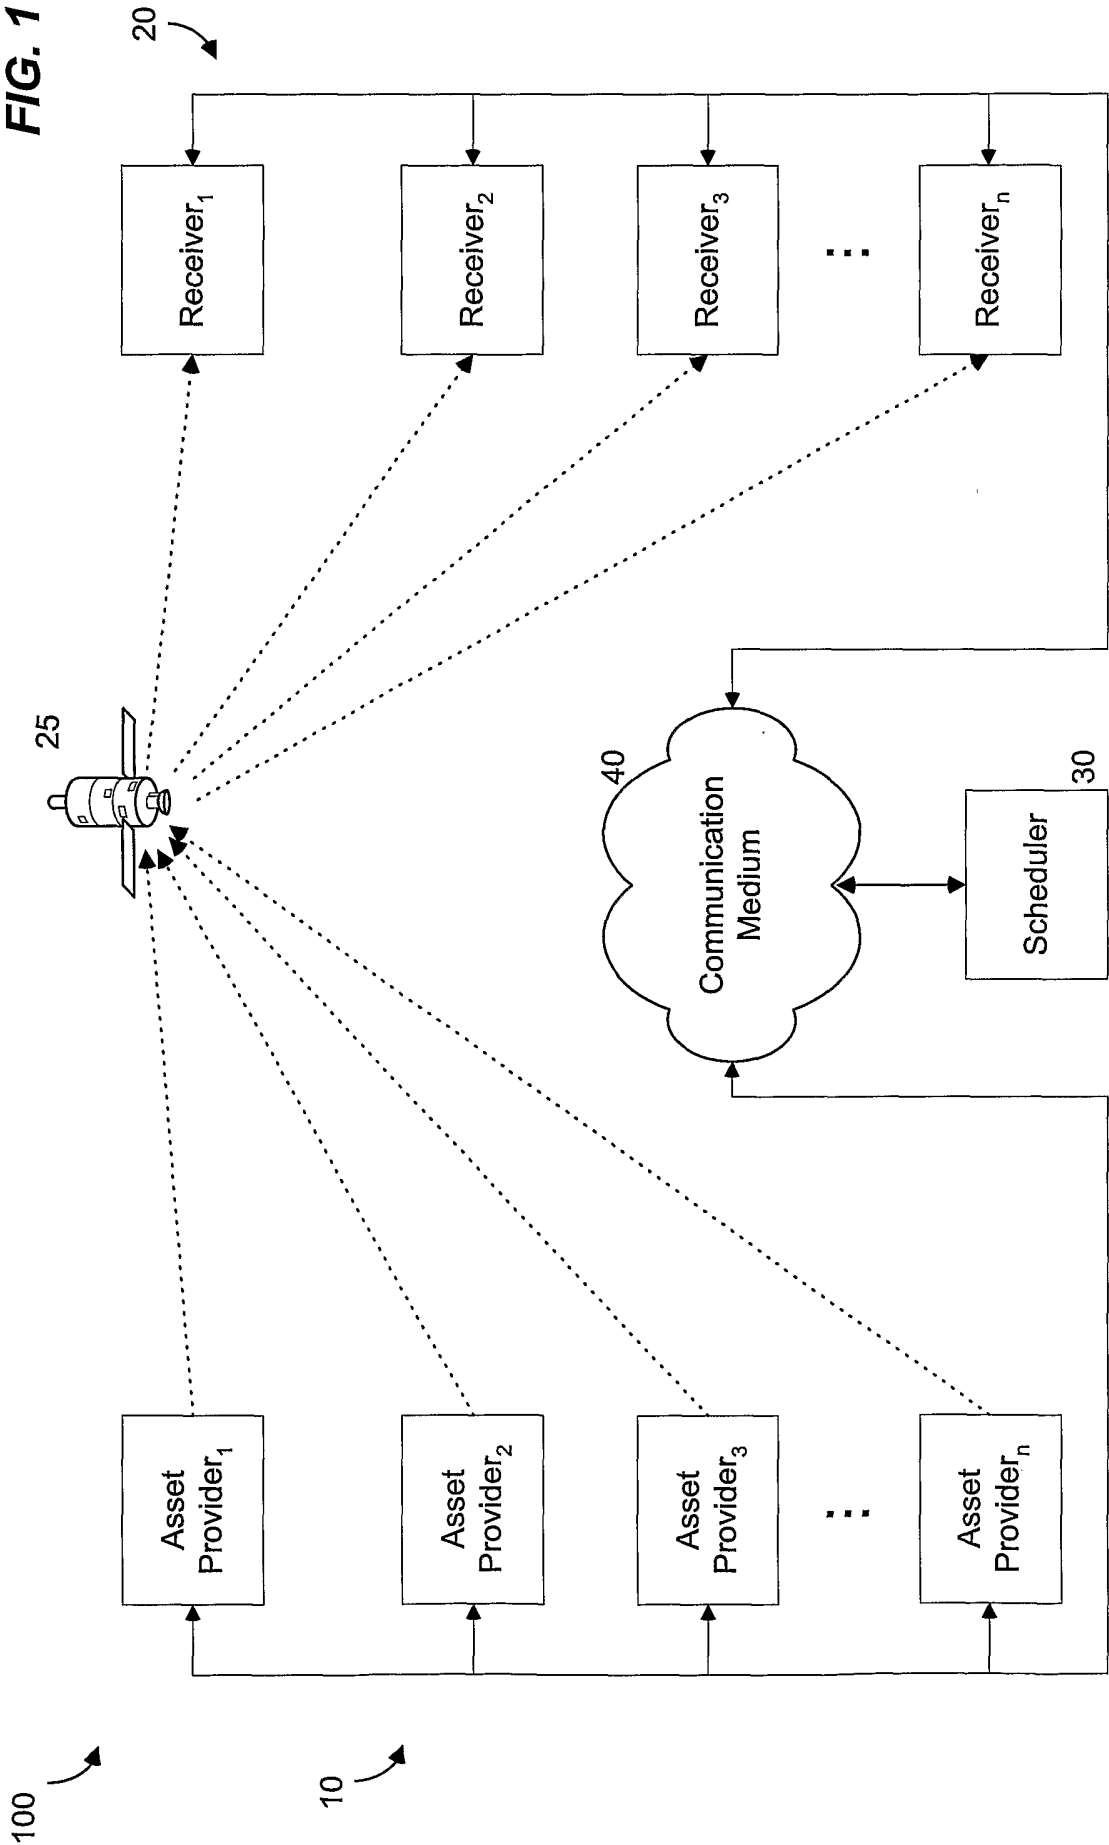 FIG. 1
100
10
20
25
Asset
Provider1
Asset
Provider2
Asset
Provider3
...
Asset
Providern
Receiver1
Receiver2
Receiver3
...
Receivern
40
Communication
Medium
30
Scheduler